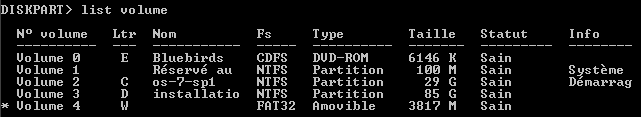 DISKPART> list volume
Nº volume Ltr Nom Fs Type Taille Statut Info
---------- --- ----------- ----- ---------- ------- --------- --------
Volume 0 E Bluebirds CDFS DVD-ROM 6146 K Sain
Volume 1 Réservé au NTFS Partition 100 M Sain Système
Volume 2 C os-7-sp1 NTFS Partition 29 G Sain Démarrag
Volume 3 D installatio NTFS Partition 85 G Sain
* Volume 4 W FAT32 Amovible 3817 M Sain